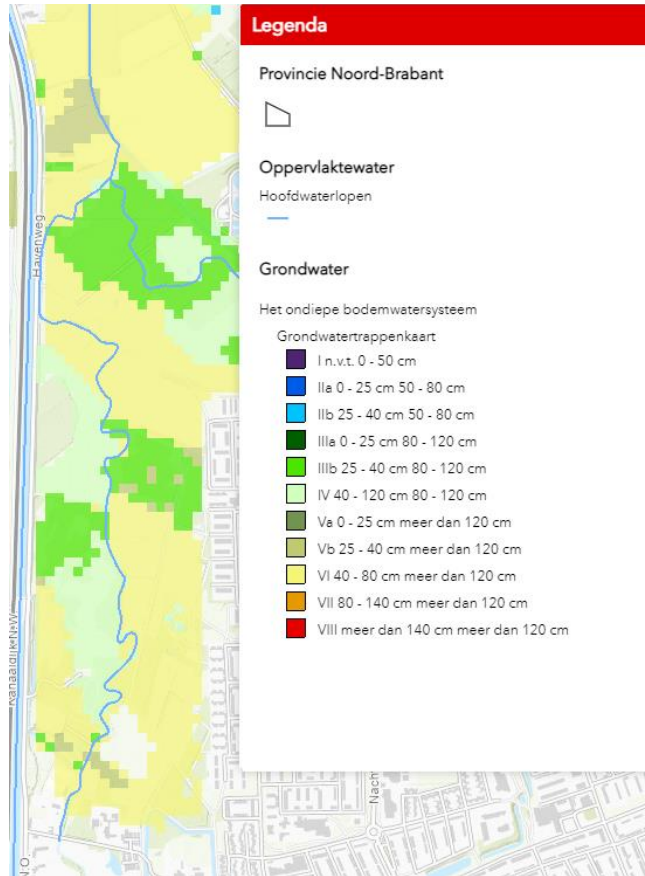 Legenda
Provincie Noord-Brabant
Oppervlaktewater
Hoofdwaterlopen
Grondwater
Het ondiepe bodemwatersysteem
Grondwatertrappenkaart
I n.v.t. 0 - 50 cm
IIa 0 - 25 cm 50 - 80 cm
IIb 25 - 40 cm 50 - 80 cm
IIIa 0 - 25 cm 80 - 120 cm
IIIb 25 - 40 cm 80 - 120 cm
IV 40 - 120 cm 80 - 120 cm
Va 0 - 25 cm meer dan 120 cm
Vb 25 - 40 cm meer dan 120 cm
VI 40 - 80 cm meer dan 120 cm
VII 80 - 140 cm meer dan 120 cm
VIII meer dan 140 cm meer dan 120 cm
Havenweg
Kanaaldijk N.W.
N.O.
Nach